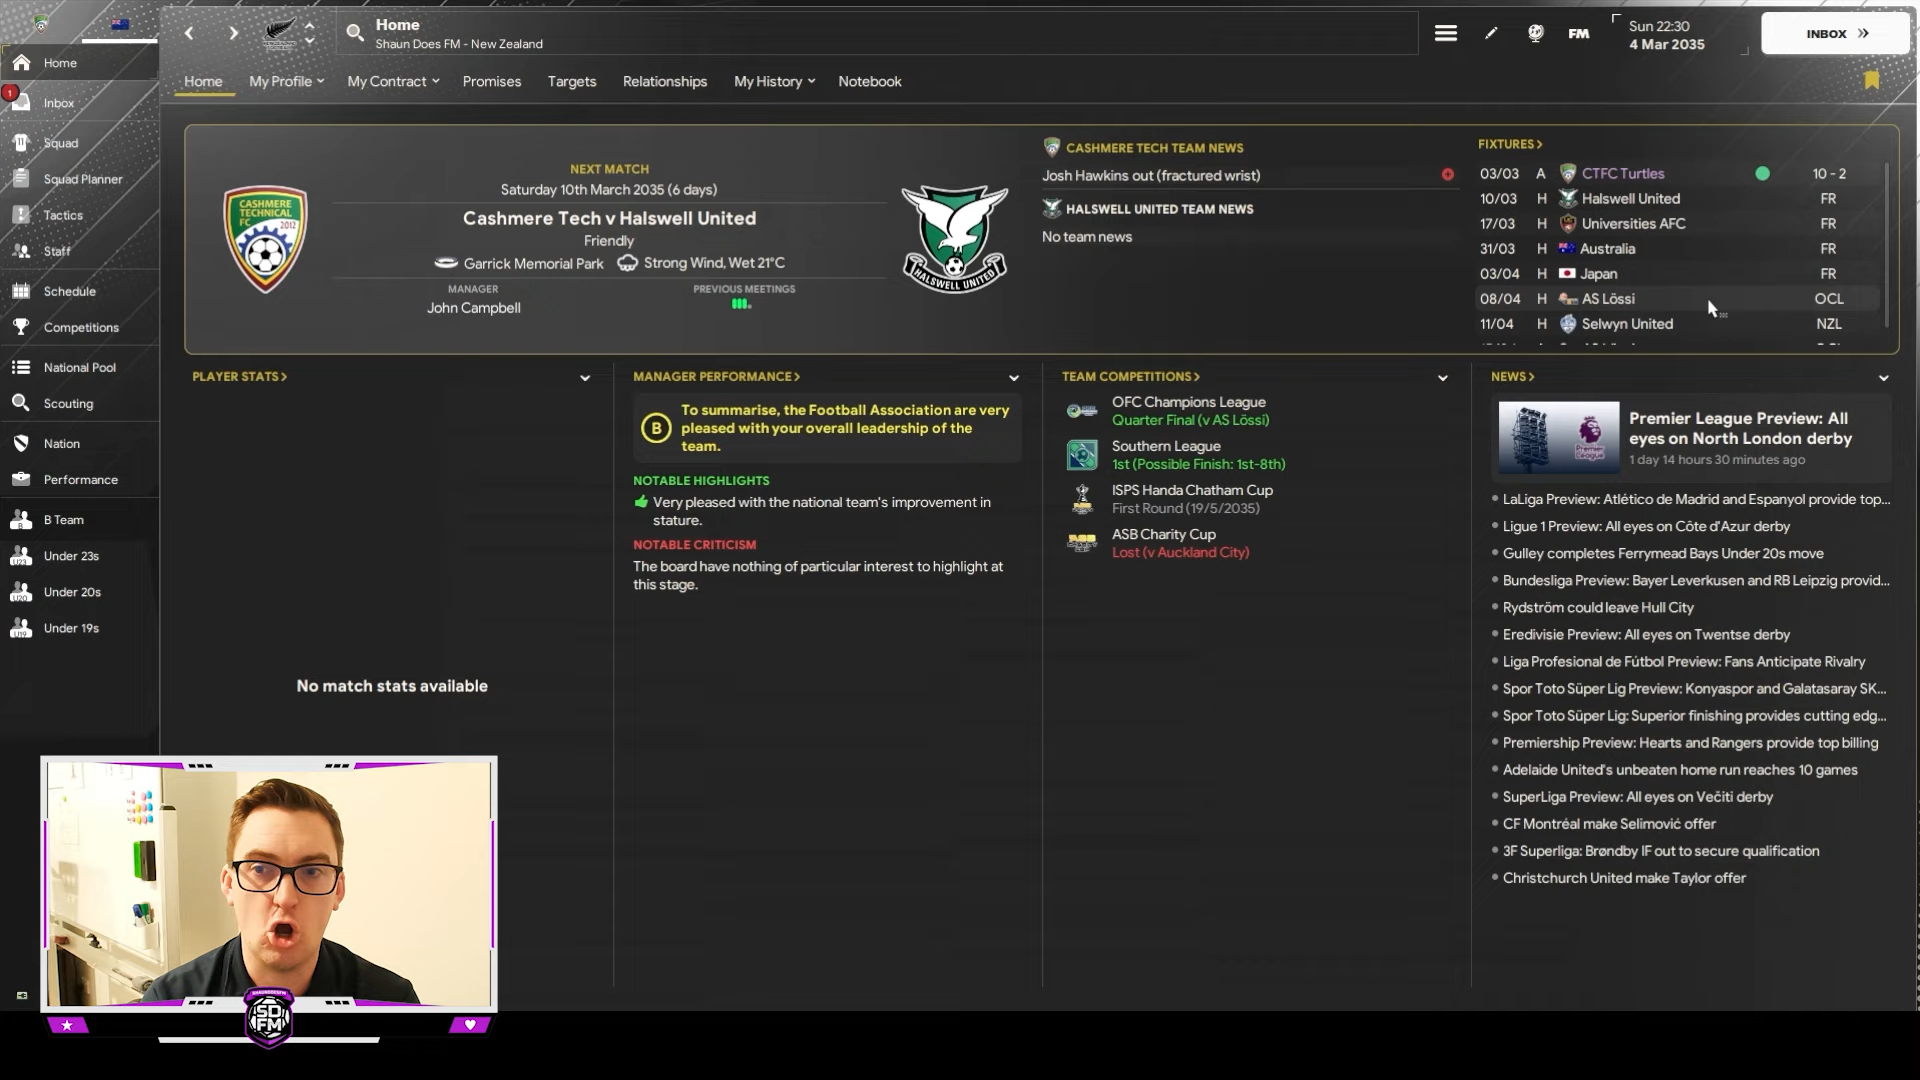 Home
Shaun Does FM - New Zealand
FM
Sun 22:30
4 Mar 2035
INBOX
Home
My Profile
My Contract
Promises
Targets
Relationships
My History
Notebook
Home
1
Inbox
Squad
Squad Planner
Tactics
Staff
Schedule
Competitions
National Pool
Scouting
Nation
Performance
B Team
U23
Under 23s
U20
Under 20s
U19
Under 19s
CASHMERE
TECHNICAL
FC 2012
NEXT MATCH
Saturday 10th March 2035 (6 days)
Cashmere Tech v Halswell United
Friendly
Garrick Memorial Park
Strong Wind, Wet 21°C
MANAGER
John Campbell
PREVIOUS MEETINGS
HALSWELL UNITED
CASHMERE TECH TEAM NEWS
Josh Hawkins out (fractured wrist)
HALSWELL UNITED TEAM NEWS
No team news
FIXTURES
03/03 A CTFC Turtles 10 - 2
10/03 H Halswell United FR
17/03 H Universities AFC FR
31/03 H Australia FR
03/04 H Japan FR
08/04 H AS Lössi OCL
11/04 H Selwyn United NZL
PLAYER STATS
No match stats available
MANAGER PERFORMANCE
B
To summarise, the Football Association are very
pleased with your overall leadership of the
team.
NOTABLE HIGHLIGHTS
Very pleased with the national team's improvement in
stature.
NOTABLE CRITICISM
The board have nothing of particular interest to highlight at
this stage.
TEAM COMPETITIONS
OFC Champions League
Quarter Final (v AS Lössi)
Southern League
1st (Possible Finish: 1st-8th)
ISPS Handa Chatham Cup
First Round (19/5/2035)
ASB Charity Cup
Lost (v Auckland City)
NEWS
Premier League Preview: All
eyes on North London derby
1 day 14 hours 30 minutes ago
LaLiga Preview: Atlético de Madrid and Espanyol provide top...
Ligue 1 Preview: All eyes on Côte d'Azur derby
Gulley completes Ferrymead Bays Under 20s move
Bundesliga Preview: Bayer Leverkusen and RB Leipzig provid...
Rydström could leave Hull City
Eredivisie Preview: All eyes on Twentse derby
Liga Profesional de Fútbol Preview: Fans Anticipate Rivalry
Spor Toto Süper Lig Preview: Konyaspor and Galatasaray SK...
Spor Toto Süper Lig: Superior finishing provides cutting edg...
Premiership Preview: Hearts and Rangers provide top billing
Adelaide United's unbeaten home run reaches 10 games
SuperLiga Preview: All eyes on Večiti derby
CF Montréal make Selimović offer
3F Superliga: Brøndby IF out to secure qualification
Christchurch United make Taylor offer
SHAUNDOESFM
SD
FM